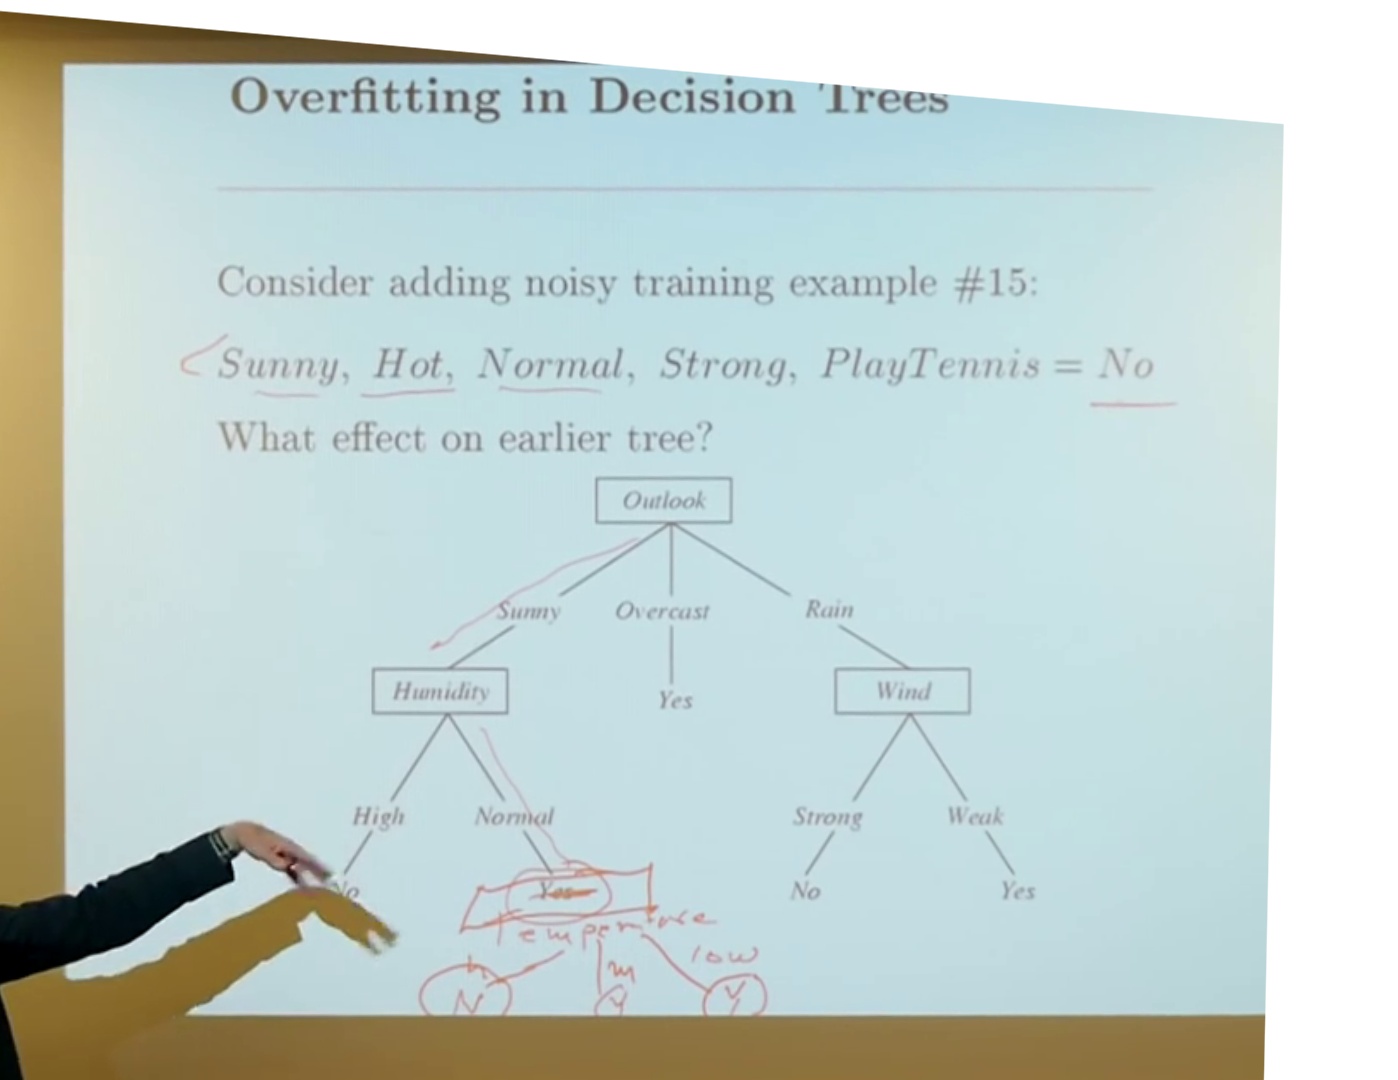 Overfitting in Decision Trees
Consider adding noisy training example #15:
Sunny, Hot, Normal, Strong, PlayTennis = No
What effect on earlier tree?
Outlook
Sunny Overcast Rain
Humidity Yes Wind
High Normal Strong Weak
No Yes No Yes
Temperature
h m low
N Y Y